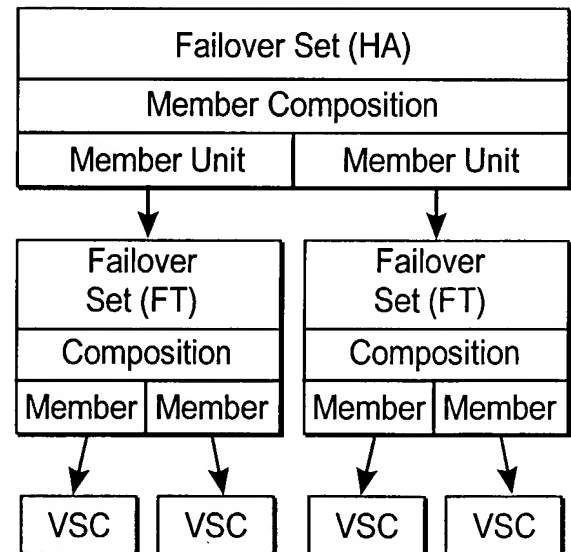 Failover Set (HA)
Member Composition
Member Unit Member Unit
Failover
Set (FT)
Composition
Member Member
Failover
Set (FT)
Composition
Member Member
VSC VSC VSC VSC